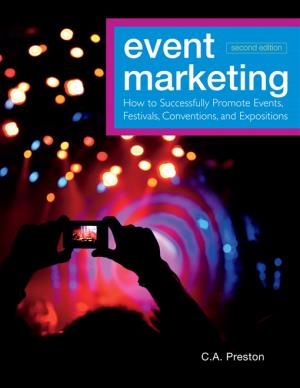 event
second edition
marketing
How to Successfully Promote Events,
Festivals, Conventions, and Expositions
C.A. Preston